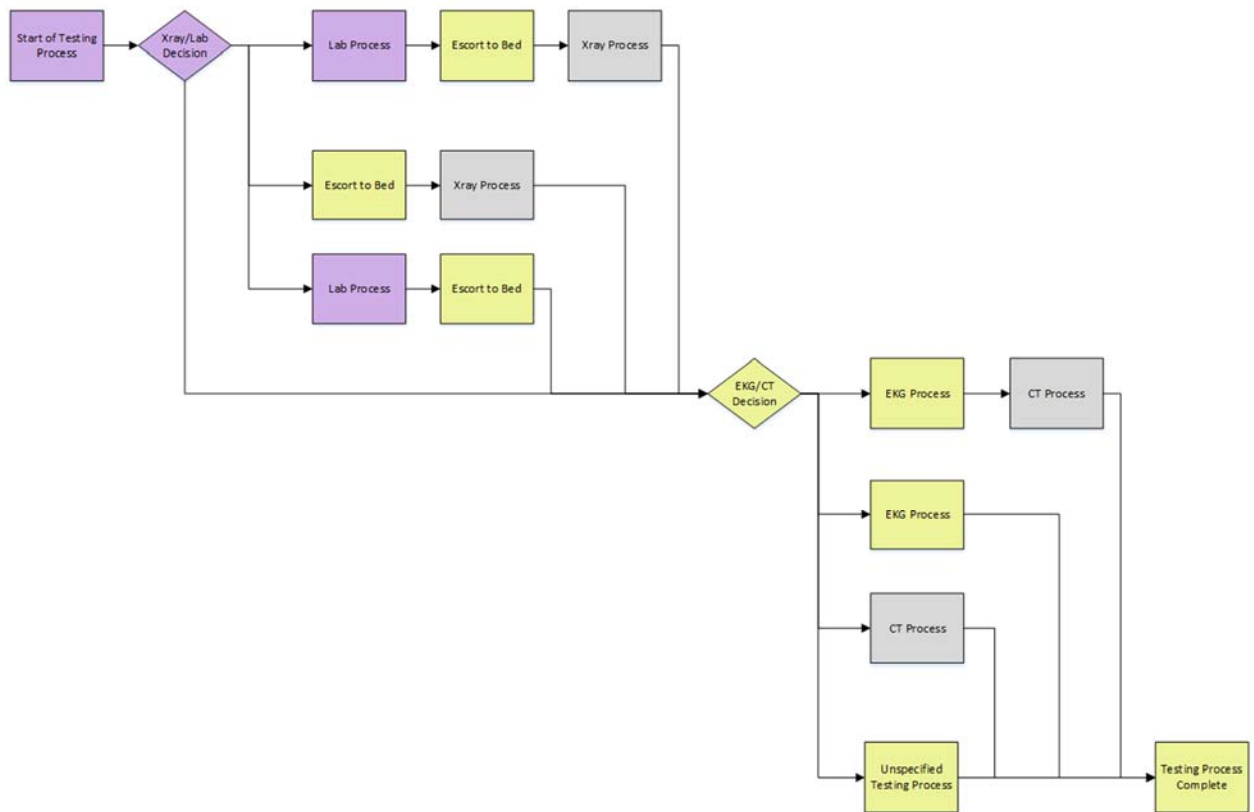 Start of Testing
Process
Xray/Lab
Decision
Lab Process
Escort to Bed
Xray Process
Escort to Bed
Xray Process
Lab Process
Escort to Bed
EKG/CT
Decision
EKG Process
CT Process
EKG Process
CT Process
Unspecified
Testing Process
Testing Process
Complete